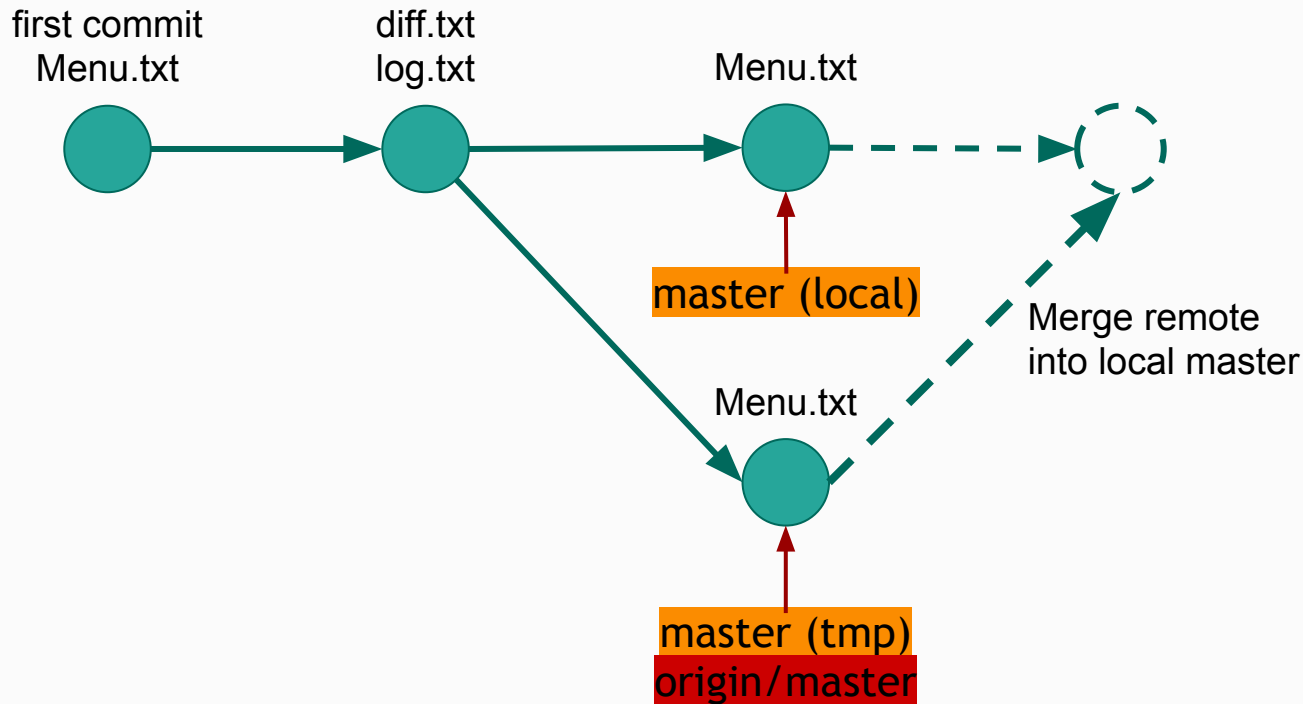 first commit
Menu.txt
diff.txt
log.txt
Menu.txt
master (local)
Merge remote
into local master
Menu.txt
master (tmp)
origin/master